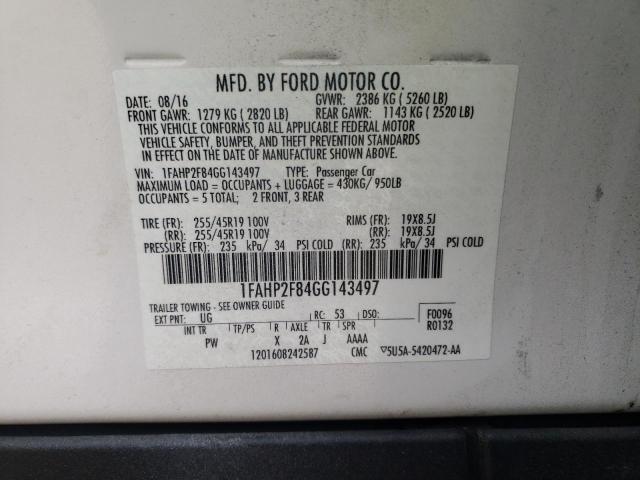 MFD. BY FORD MOTOR CO.
DATE: 08/16 GVWR: 2386 KG ( 5260 LB)
FRONT GAWR: 1279 KG ( 2820 LB) REAR GAWR: 1143 KG ( 2520 LB)
THIS VEHICLE CONFORMS TO ALL APPLICABLE FEDERAL MOTOR
VEHICLE SAFETY, BUMPER, AND THEFT PREVENTION STANDARDS
IN EFFECT ON THE DATE OF MANUFACTURE SHOWN ABOVE.
VIN: 1FAHP2F84GG143497 TYPE: Passenger Car
MAXIMUM LOAD = OCCUPANTS + LUGGAGE = 430KG/ 950LB
OCCUPANTS = 5 TOTAL; 2 FRONT, 3 REAR
TIRE (FR): 255/45R19 100V RIMS (FR): 19X8.5J
(RR): 255/45R19 100V (RR): 19X8.5J
PRESSURE (FR): 235 kPa/ 34 PSI COLD (RR): 235 kPa/ 34 PSI COLD
1FAHP2F84GG143497
TRAILER TOWING - SEE OWNER GUIDE
EXT PNT: UG RC: 53 DSO: F0096
R0132
INT TR TP/PS R AXLE TR SPR
PW X 2A J AAAA
1201608242587 CMC ▽5U5A-5420472-AA